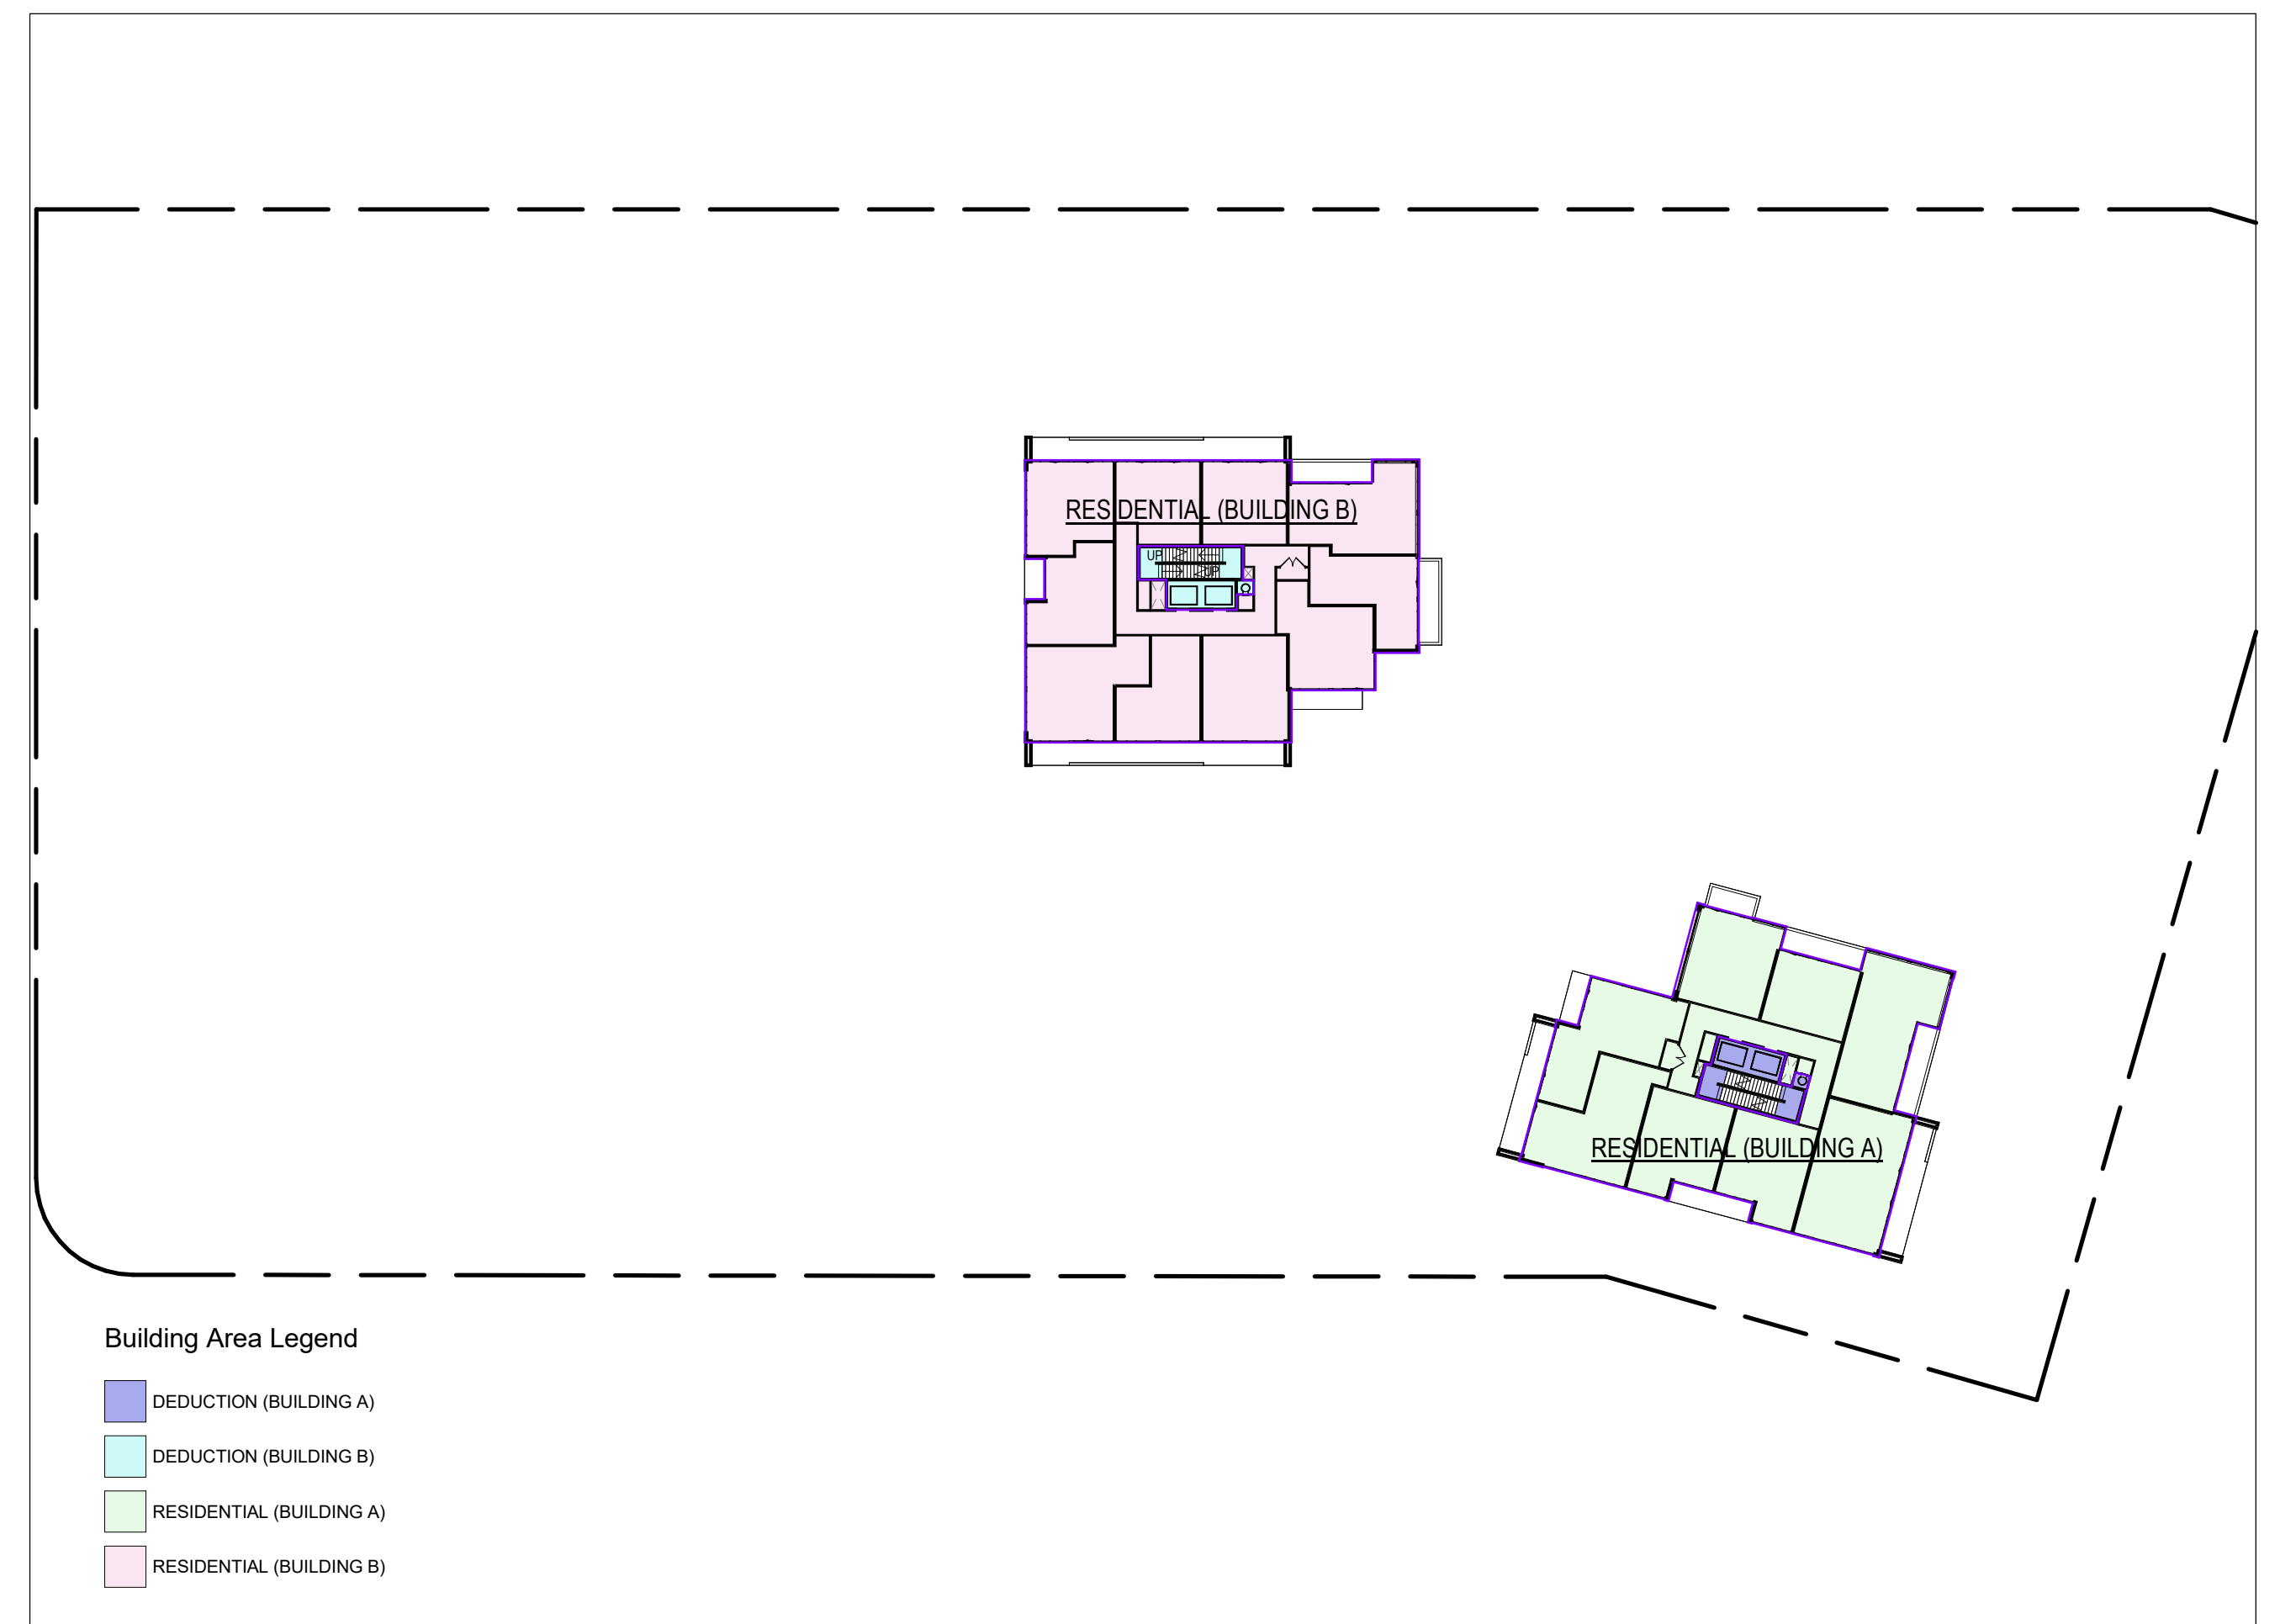 RESIDENTIAL (BUILDING B)
UP
UP
RESIDENTIAL (BUILDING A)
Building Area Legend
DEDUCTION (BUILDING A)
DEDUCTION (BUILDING B)
RESIDENTIAL (BUILDING A)
RESIDENTIAL (BUILDING B)